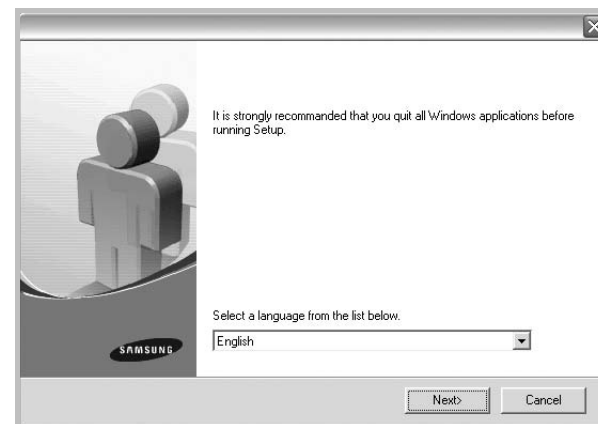 It is strongly recommanded that you quit all Windows applications before
running Setup.
Select a language from the list below.
English
SAMSUNG
Next>
Cancel